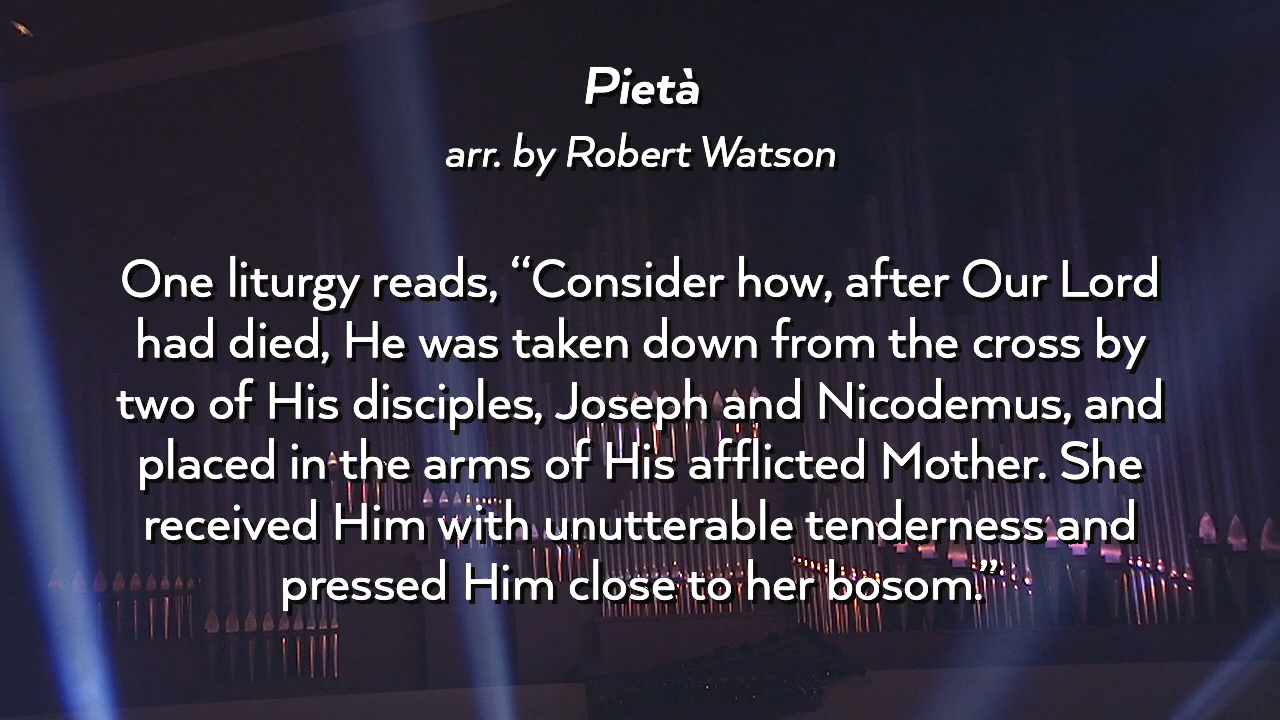 Pietà
arr. by Robert Watson
One liturgy reads, “Consider how, after Our Lord
had died, He was taken down from the cross by
two of His disciples, Joseph and Nicodemus, and
placed in the arms of His afflicted Mother. She
received Him with unutterable tenderness and
pressed Him close to her bosom.”